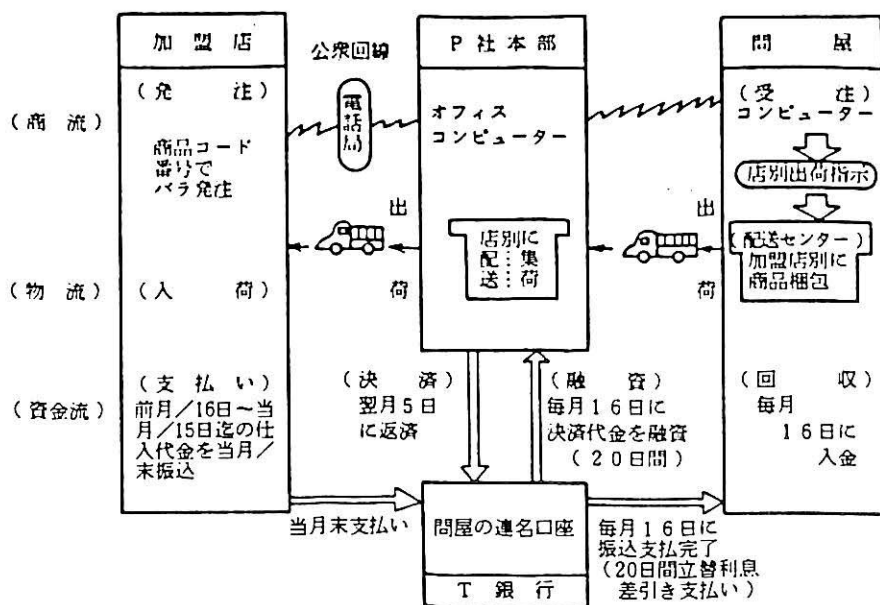 加盟店
公衆回線
P社本部
問屋
(商流)
(発注)
商品コード
番号で
バラ発注
電話局
オフィス
コンピューター
(受注)
コンピューター
店別出荷指示
出荷
店別に
配送
集荷
出荷
(配送センター)
加盟店別に
商品梱包
(物流)
(入荷)
(資金流)
(支払い)
前月/16日~当
月/15日迄の仕
入代金を当月/
末振込
(決済)
翌月5日
に返済
(融資)
毎月16日に
決済代金を融資
(20日間)
(回収)
毎月
16日に
入金
当月末支払い
問屋の連名口座
T銀行
毎月16日に
振込支払完了
(20日間立替利息
差引き支払い)